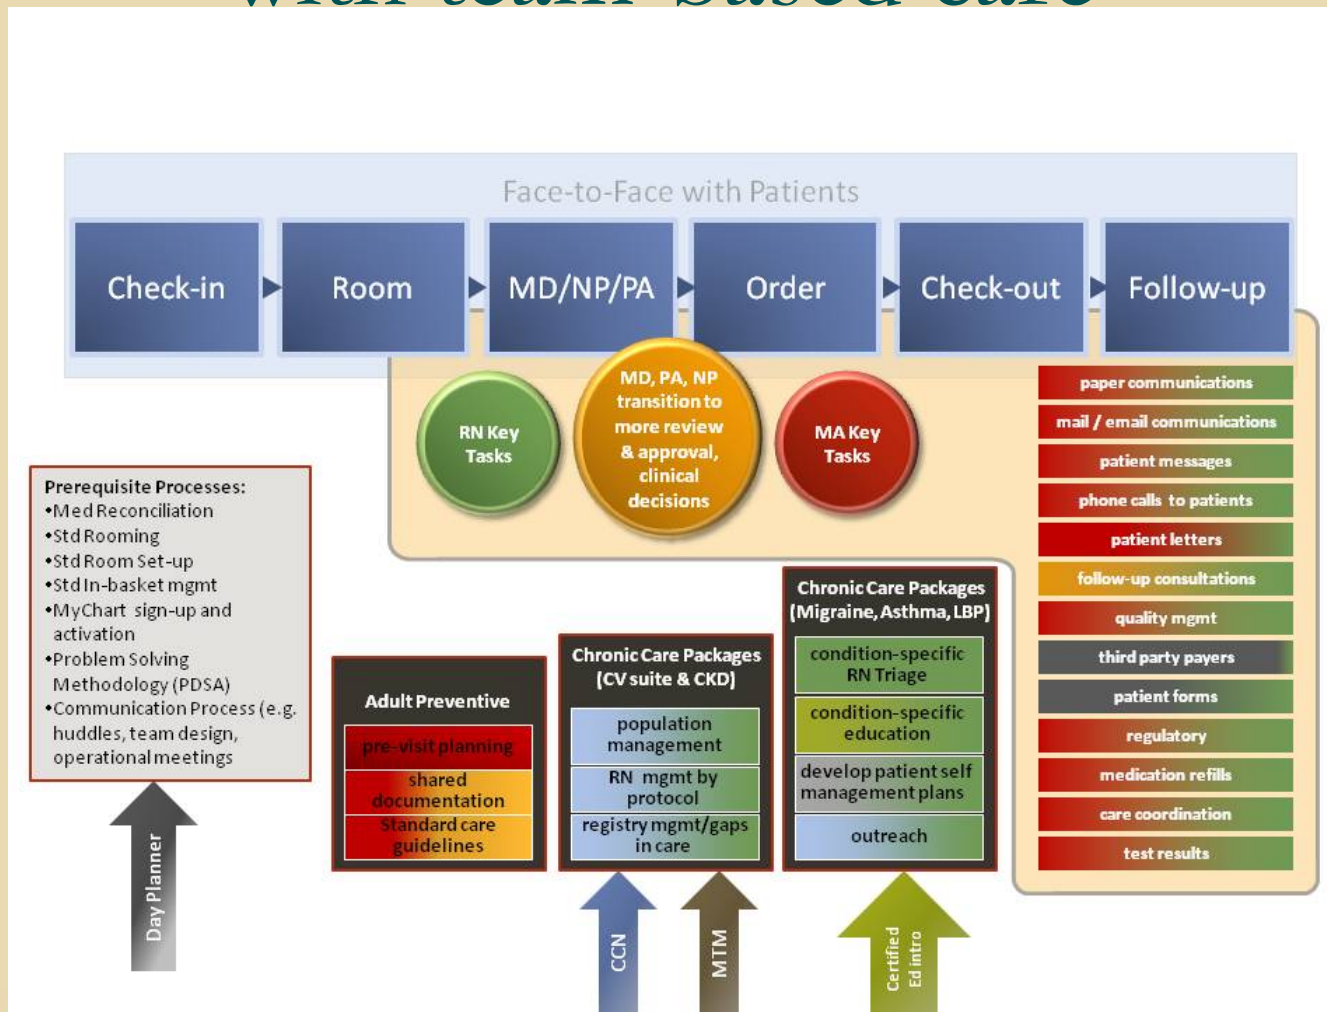 with team-based care
Face-to-Face with Patients
Check-in
Room
MD/NP/PA
Order
Check-out
Follow-up
RN Key
Tasks
MD, PA, NP
transition to
more review
& approval,
clinical
decisions
MA Key
Tasks
paper communications
mail / email communications
patient messages
phone calls to patients
patient letters
follow-up consultations
quality mgmt
third party payers
patient forms
regulatory
medication refills
care coordination
test results
Prerequisite Processes:
•Med Reconciliation
•Std Rooming
•Std Room Set-up
•Std In-basket mgmt
•MyChart sign-up and
activation
•Problem Solving
Methodology (PDSA)
•Communication Process (e.g.
huddles, team design,
operational meetings
Day Planner
Adult Preventive
pre-visit planning
shared
documentation
Standard care
guidelines
Chronic Care Packages
(CV suite & CKD)
population
management
RN mgmt by
protocol
registry mgmt/gaps
in care
CCN
MTM
Chronic Care Packages
(Migraine, Asthma, LBP)
condition-specific
RN Triage
condition-specific
education
develop patient self
management plans
outreach
Certified
Ed intro